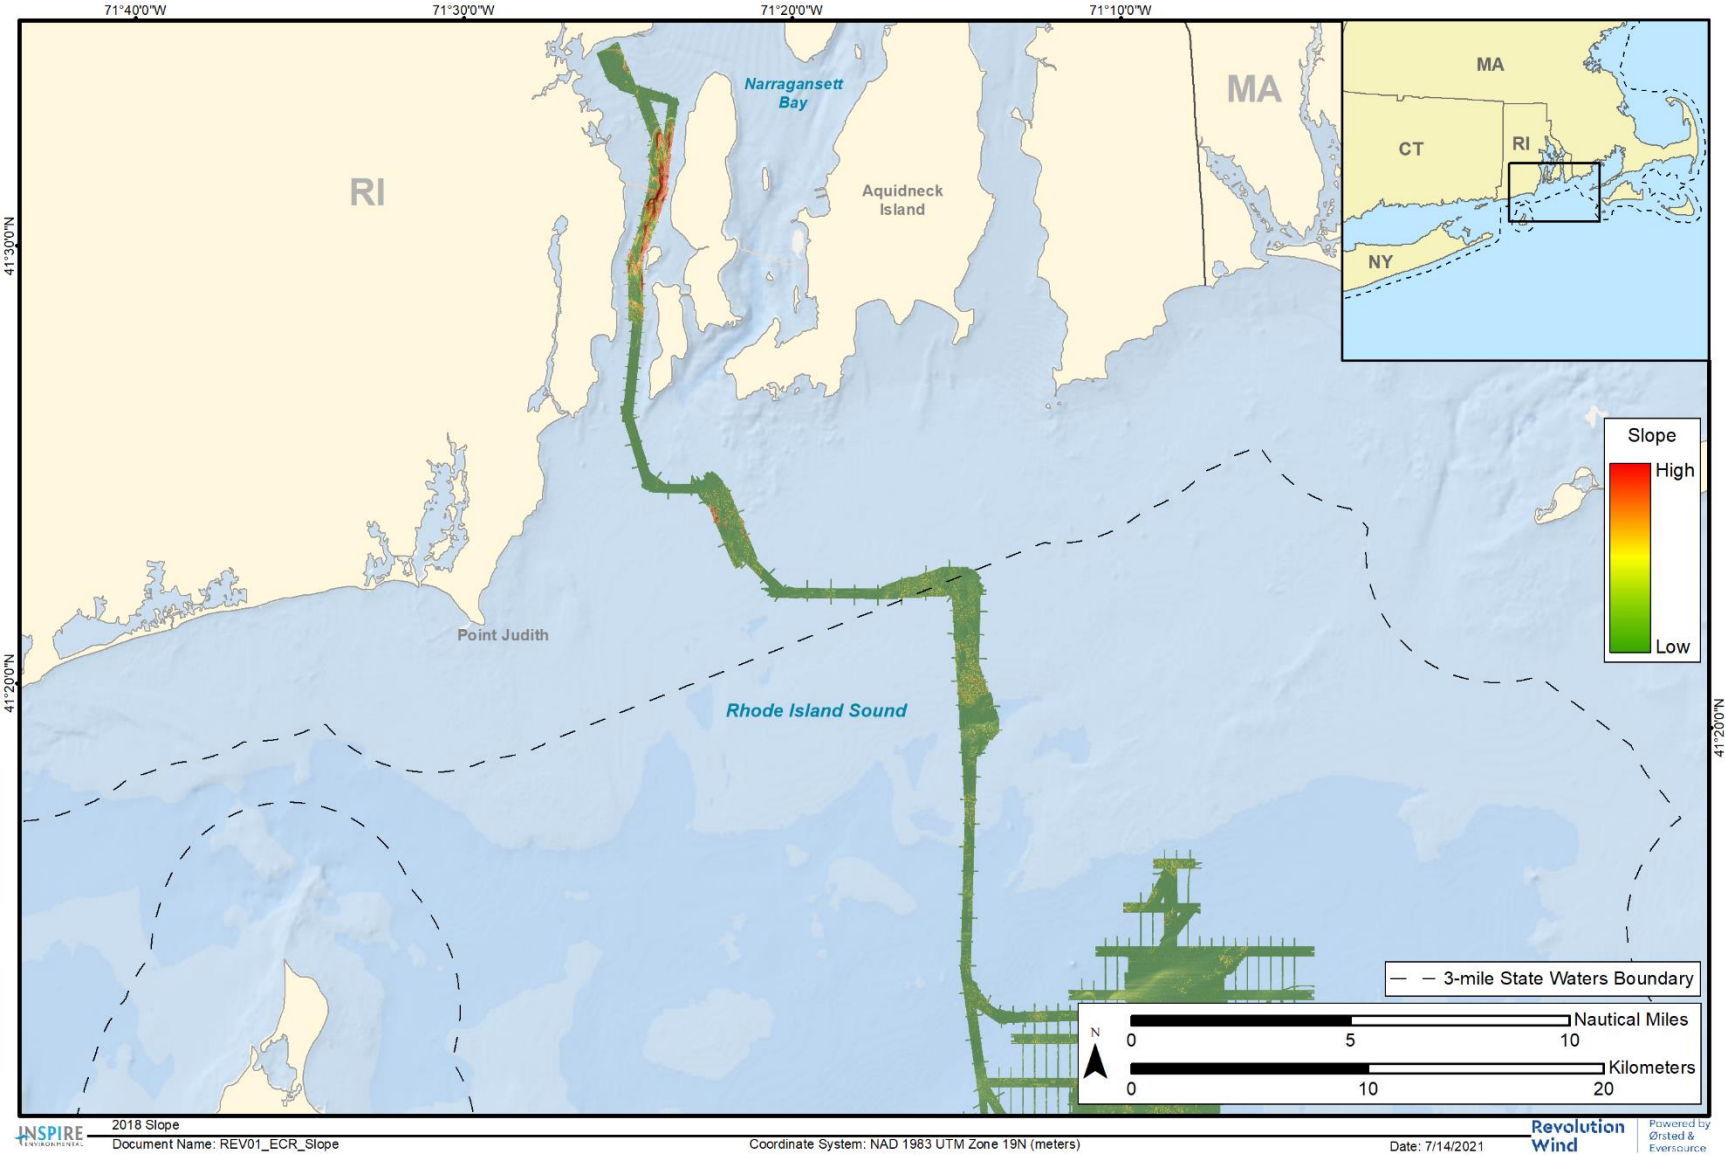 71°40'0"W
71°30'0"W
71°20'0"W
71°10'0"W
41°30'0"N
41°20'0"N
41°20'0"N
Narragansett
Bay
MA
RI
Aquidneck
Island
Point Judith
Rhode Island Sound
MA
CT
RI
NY
Slope
High
Low
3-mile State Waters Boundary
N
Nautical Miles
0 5 10
Kilometers
0 10 20
INSPIRE
ENVIRONMENTAL
2018 Slope
Document Name: REV01_ECR_Slope
Coordinate System: NAD 1983 UTM Zone 19N (meters)
Date: 7/14/2021
Revolution
Wind
Powered by
Ørsted &
Eversource